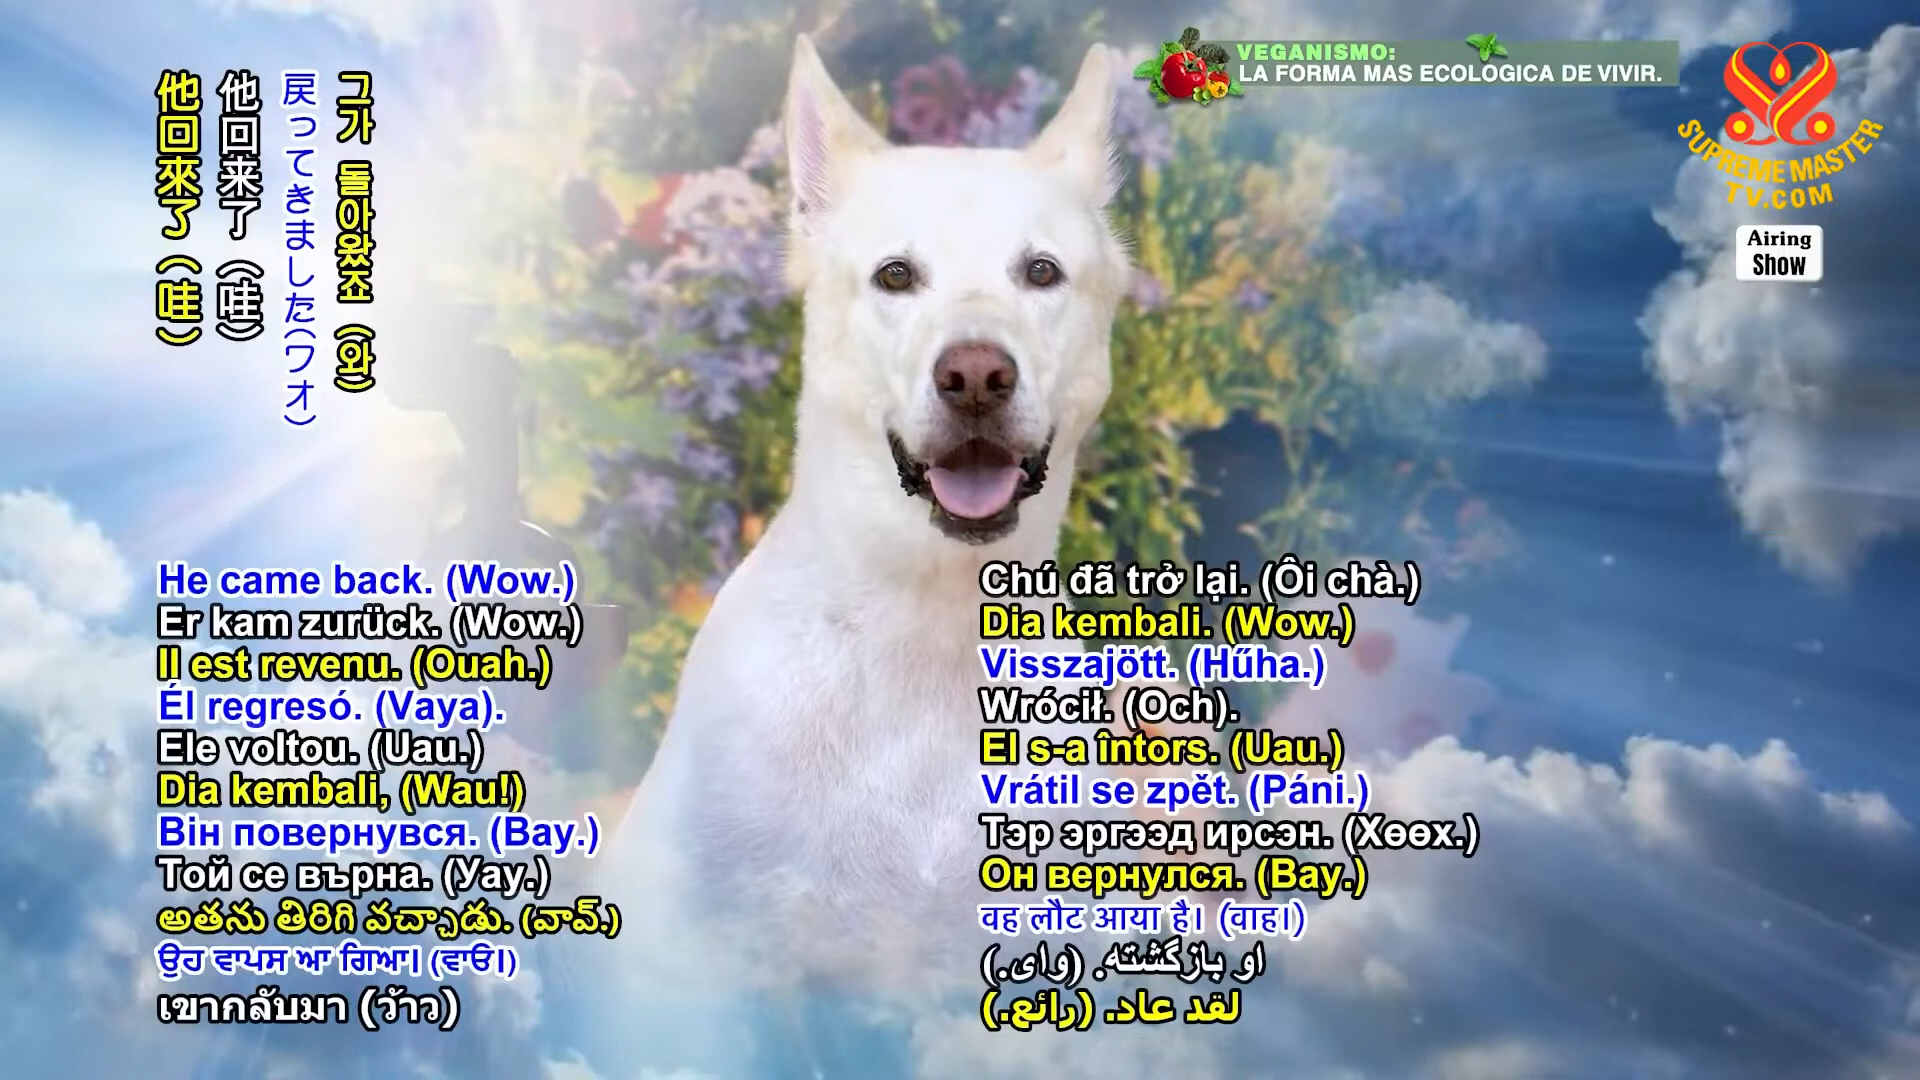 VEGANISMO:
LA FORMA MAS ECOLOGICA DE VIVIR.
SUPREME MASTER
TV.COM
Airing
Show
그가 돌아왔죠 (와)
戻ってきました(ワオ)
他回来了（哇）
他回來了（哇）
He came back. (Wow.)
Er kam zurück. (Wow.)
Il est revenu. (Ouah.)
Él regresó. (Vaya).
Ele voltou. (Uau.)
Dia kembali, (Wau!)
Він повернувся. (Вау.)
Той се върна. (Уау.)
అతను తిరిగి వచ్చాడు. (వావ్.)
ਉਹ ਵਾਪਸ ਆ ਗਿਆ। (ਵਾਓ।)
เขากลับมา (ว้าว)
Chú đã trở lại. (Ôi chà.)
Dia kembali. (Wow.)
Visszajött. (Hűha.)
Wrócił. (Och).
El s-a întors. (Uau.)
Vrátil se zpět. (Páni.)
Тэр эргээд ирсэн. (Хөөх.)
Он вернулся. (Вау.)
वह लौट आया है। (वाह।)
او بازگشته. (وای.)
لقد عاد. (رائع.)